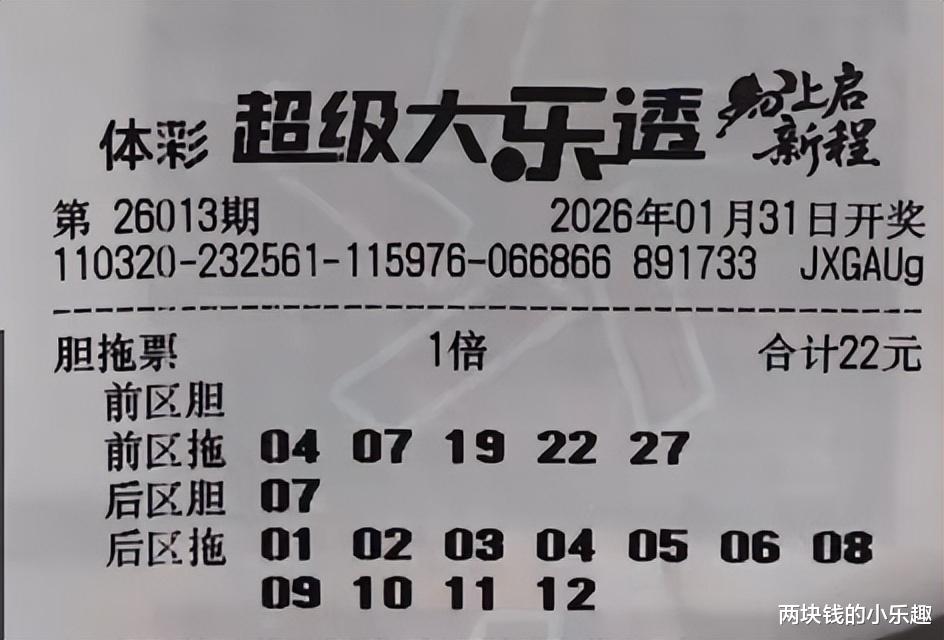 体彩 超级大乐透 马上启新程
第 26013期 2026年01月31日开奖
110320-232561-115976-066866 891733 JXGAUg
胆拖票 1倍 合计22元
前区胆
前区拖 04 07 19 22 27
后区胆 07
后区拖 01 02 03 04 05 06 08
09 10 11 12
两块钱的小乐趣